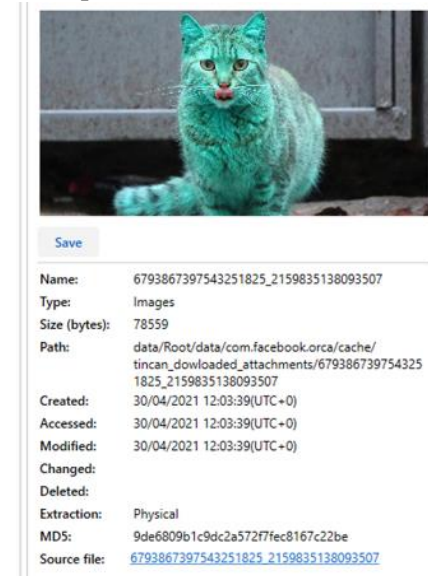 Save
Name: 6793867397543251825_2159835138093507
Type: Images
Size (bytes): 78559
Path: data/Root/data/com.facebook.orca/cache/
tincan_dowloaded_attachments/679386739754325
1825_2159835138093507
Created: 30/04/2021 12:03:39(UTC+0)
Accessed: 30/04/2021 12:03:39(UTC+0)
Modified: 30/04/2021 12:03:39(UTC+0)
Changed:
Deleted:
Extraction: Physical
MD5: 9de6809b1c9dc2a572f7fec8167c22be
Source file: 6793867397543251825_2159835138093507